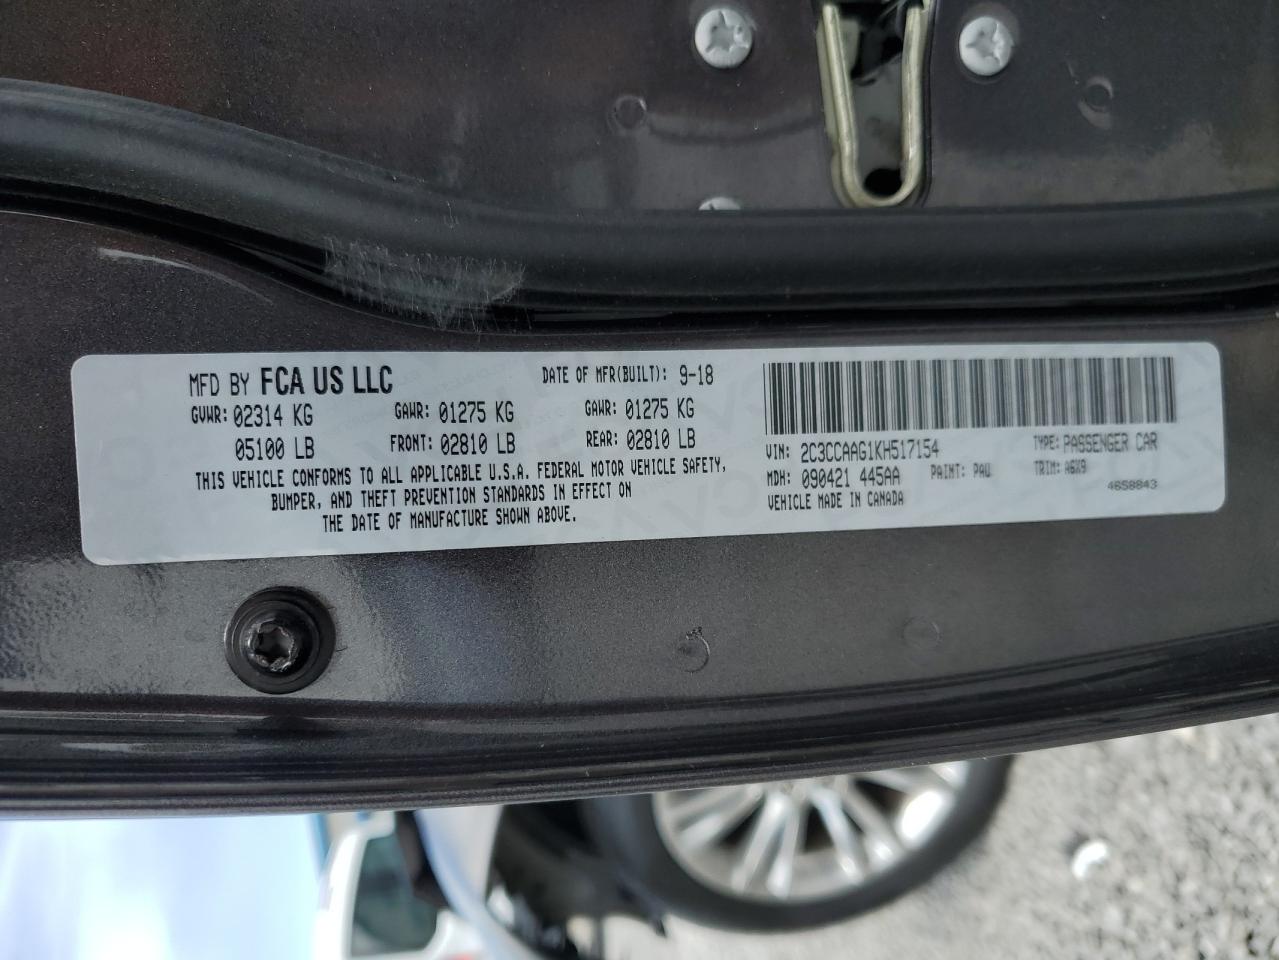 MFD BY FCA US LLC DATE OF MFR(BUILT): 9-18
GVWR: 02314 KG GAWR: 01275 KG GAWR: 01275 KG
05100 LB FRONT: 02810 LB REAR: 02810 LB
THIS VEHICLE CONFORMS TO ALL APPLICABLE U.S.A. FEDERAL MOTOR VEHICLE SAFETY,
BUMPER, AND THEFT PREVENTION STANDARDS IN EFFECT ON
THE DATE OF MANUFACTURE SHOWN ABOVE.
VIN: 2C3CCAAG1KH517154 TYPE: PASSENGER CAR
MDH: 090421 445AA PAINT: PAU TRIM: A6X9
VEHICLE MADE IN CANADA 4658843